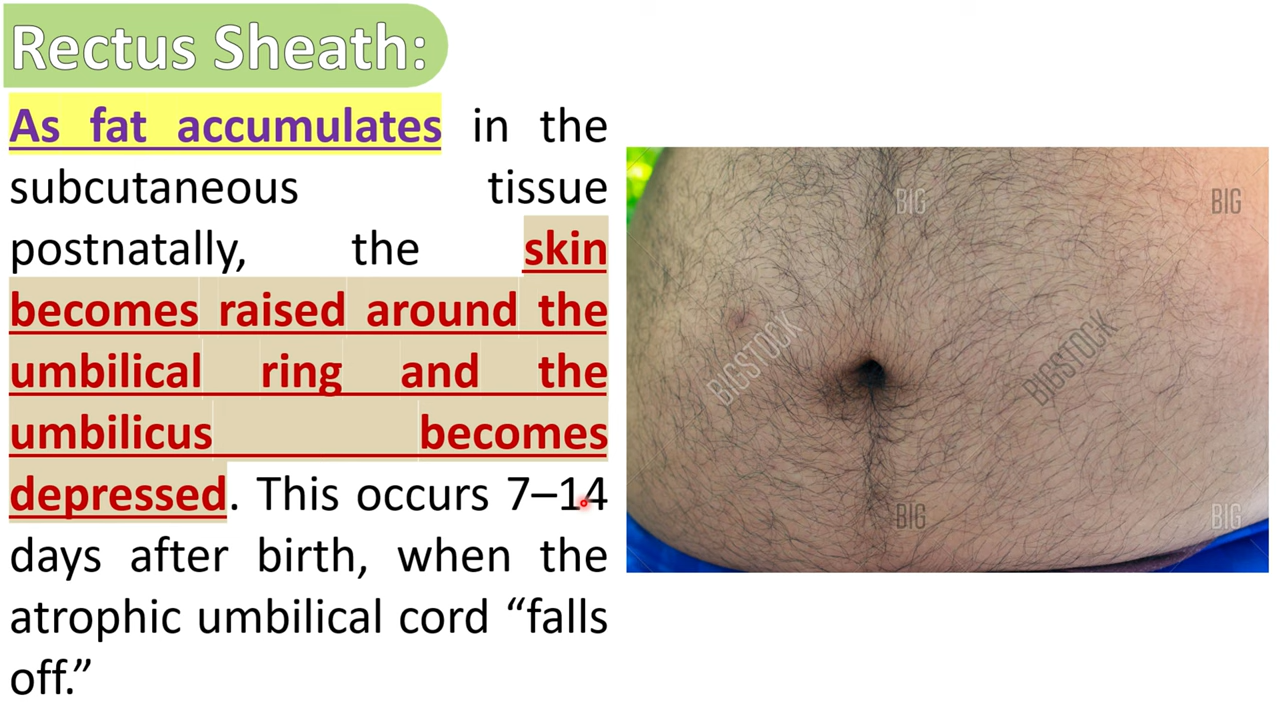 Rectus Sheath:
As fat accumulates in the
subcutaneous tissue
postnatally, the skin
becomes raised around the
umbilical ring and the
umbilicus becomes
depressed. This occurs 7–14
days after birth, when the
atrophic umbilical cord “falls
off.”
BIG BIG
BIGSTOCK BIGSTOCK
BIG BIG